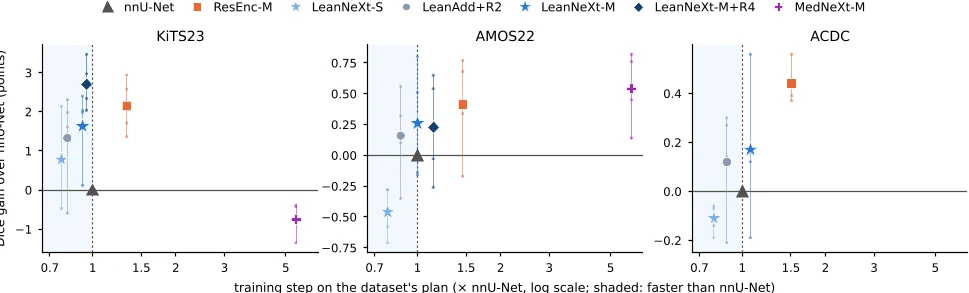 nnU-Net ResEnc-M LeanNeXt-S LeanAdd+R2 LeanNeXt-M LeanNeXt-M+R4 MedNeXt-M
KiTS23 AMOS22 ACDC
Dice gain over nnU-Net (points)
3
2
1
0
−1
0.7 1 1.5 2 3 5
0.75
0.50
0.25
0.00
−0.25
−0.50
−0.75
0.7 1 1.5 2 3 5
0.4
0.2
0.0
−0.2
0.7 1 1.5 2 3 5
training step on the dataset's plan (× nnU-Net, log scale; shaded: faster than nnU-Net)